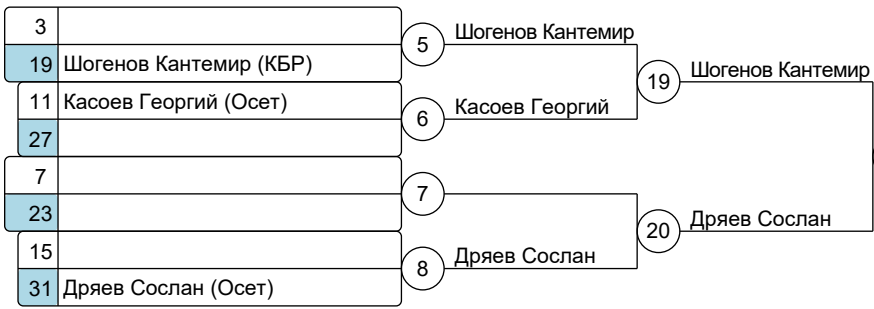 3
5
Шогенов Кантемир
19 Шогенов Кантемир (КБР)
19
Шогенов Кантемир
11 Касоев Георгий (Осет)
6
Касоев Георгий
27
7
7
23
20
Дряев Сослан
15
8
Дряев Сослан
31 Дряев Сослан (Осет)